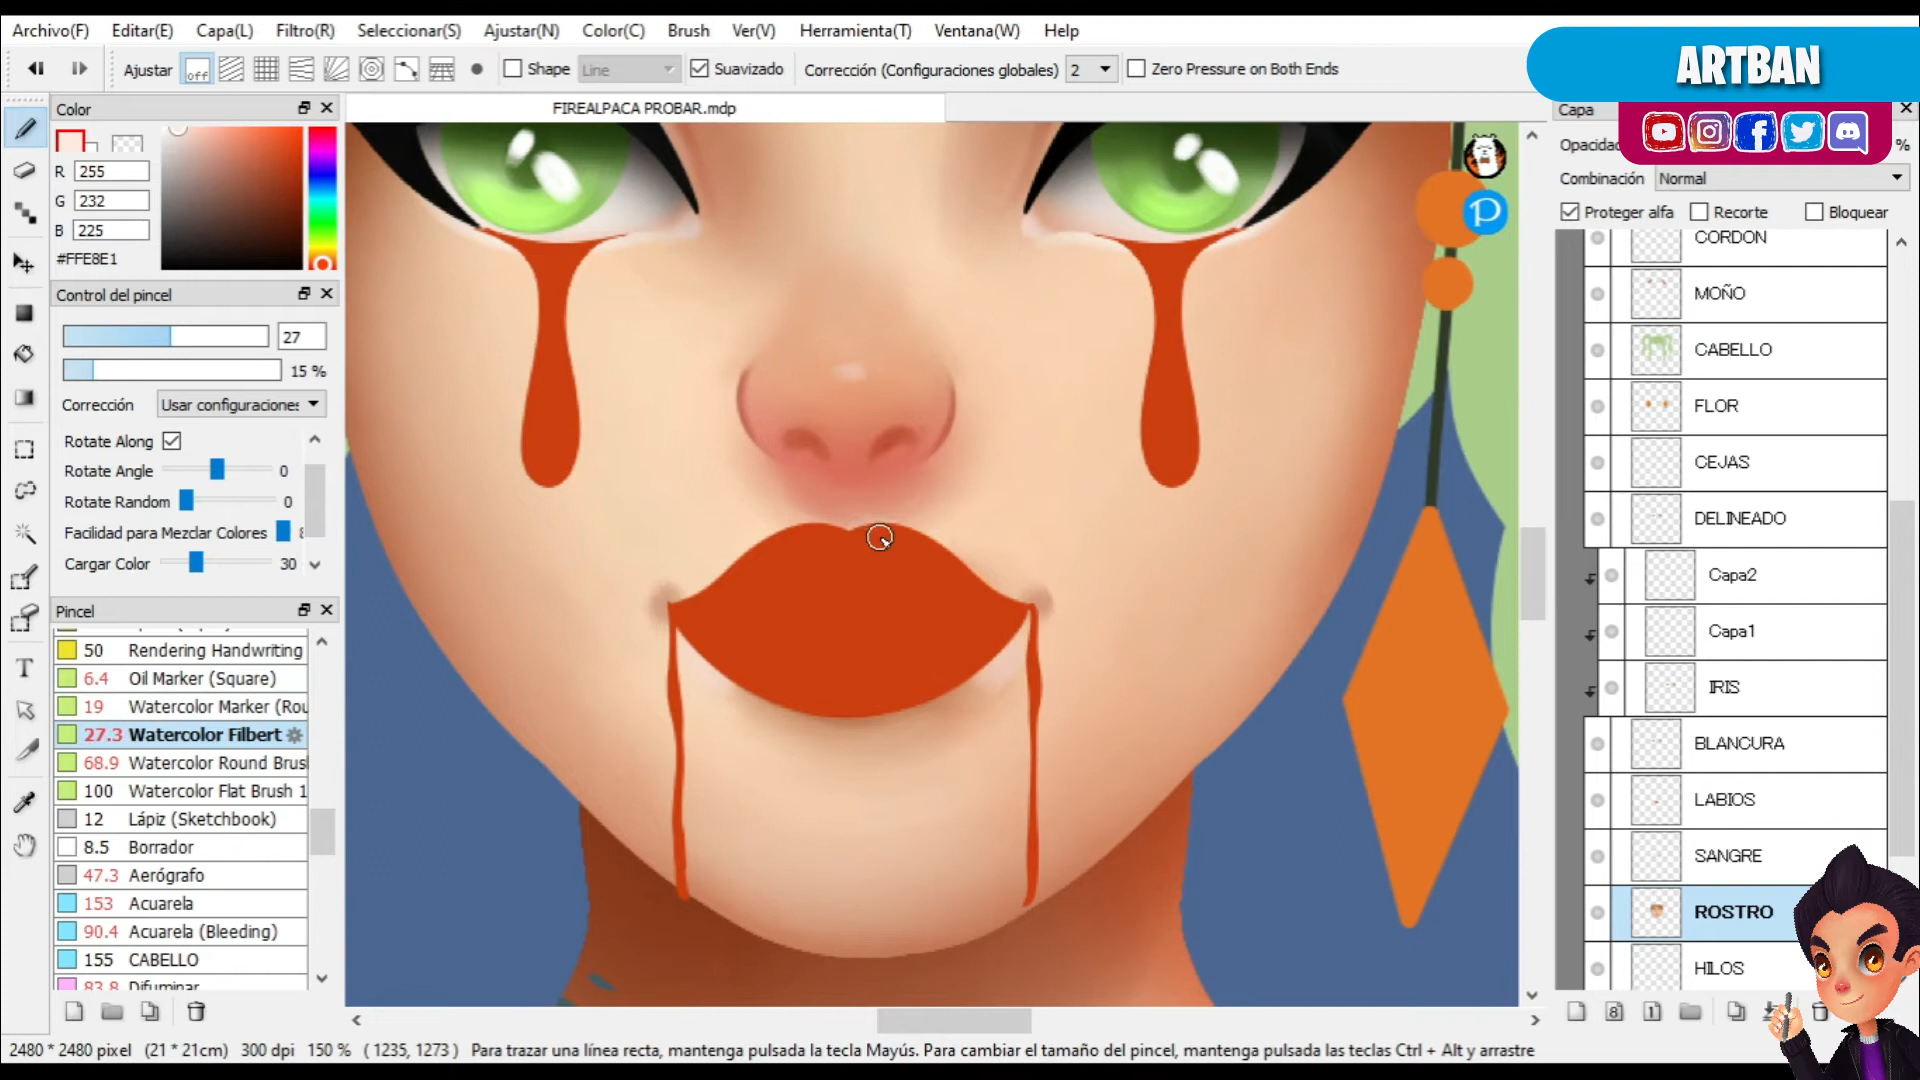 Archivo(F) Editar(E) Capa(L) Filtro(R) Seleccionar(S) Ajustar(N) Color(C) Brush Ver(V) Herramienta(T) Ventana(W) Help
ARTBAN
Ajustar off Shape Line Suavizado Corrección (Configuraciones globales) 2 Zero Pressure on Both Ends
Color
FIREALPACA PROBAR.mdp
Capa
R 255
G 232
B 225
#FFE8E1
Opacidad %
Combinación Normal
Proteger alfa Recorte Bloquear
Control del pincel
27
15 %
Corrección Usar configuraciones
Rotate Along
Rotate Angle 0
Rotate Random 0
Facilidad para Mezclar Colores
Cargar Color 30
Pincel
50 Rendering Handwriting
6.4 Oil Marker (Square)
19 Watercolor Marker (Rou
27.3 Watercolor Filbert
68.9 Watercolor Round Brus
100 Watercolor Flat Brush 1
12 Lápiz (Sketchbook)
8.5 Borrador
47.3 Aerógrafo
153 Acuarela
90.4 Acuarela (Bleeding)
155 CABELLO
83.8 Difuminar
CORDON
MOÑO
CABELLO
FLOR
CEJAS
DELINEADO
Capa2
Capa1
IRIS
BLANCURA
LABIOS
SANGRE
ROSTRO
HILOS
2480 * 2480 pixel (21 * 21cm) 300 dpi 150 % ( 1235, 1273 ) Para trazar una línea recta, mantenga pulsada la tecla Mayús. Para cambiar el tamaño del pincel, mantenga pulsada las teclas Ctrl + Alt y arrastre